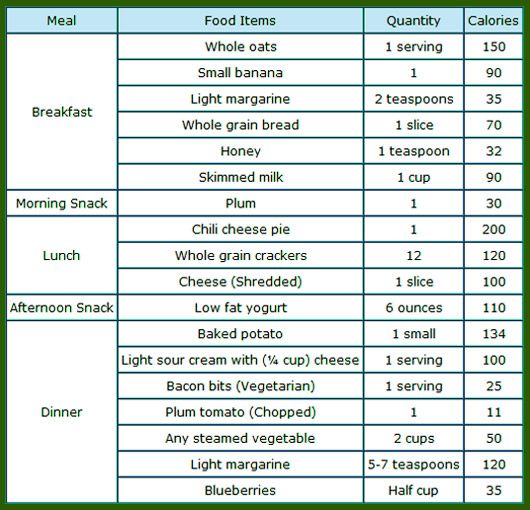 Meal Food Items Quantity Calories
Breakfast Whole oats 1 serving 150
Small banana 1 90
Light margarine 2 teaspoons 35
Whole grain bread 1 slice 70
Honey 1 teaspoon 32
Skimmed milk 1 cup 90
Morning Snack Plum 1 30
Lunch Chili cheese pie 1 200
Whole grain crackers 12 120
Cheese (Shredded) 1 slice 100
Afternoon Snack Low fat yogurt 6 ounces 110
Dinner Baked potato 1 small 134
Light sour cream with (¼ cup) cheese 1 serving 100
Bacon bits (Vegetarian) 1 serving 25
Plum tomato (Chopped) 1 11
Any steamed vegetable 2 cups 50
Light margarine 5-7 teaspoons 120
Blueberries Half cup 35